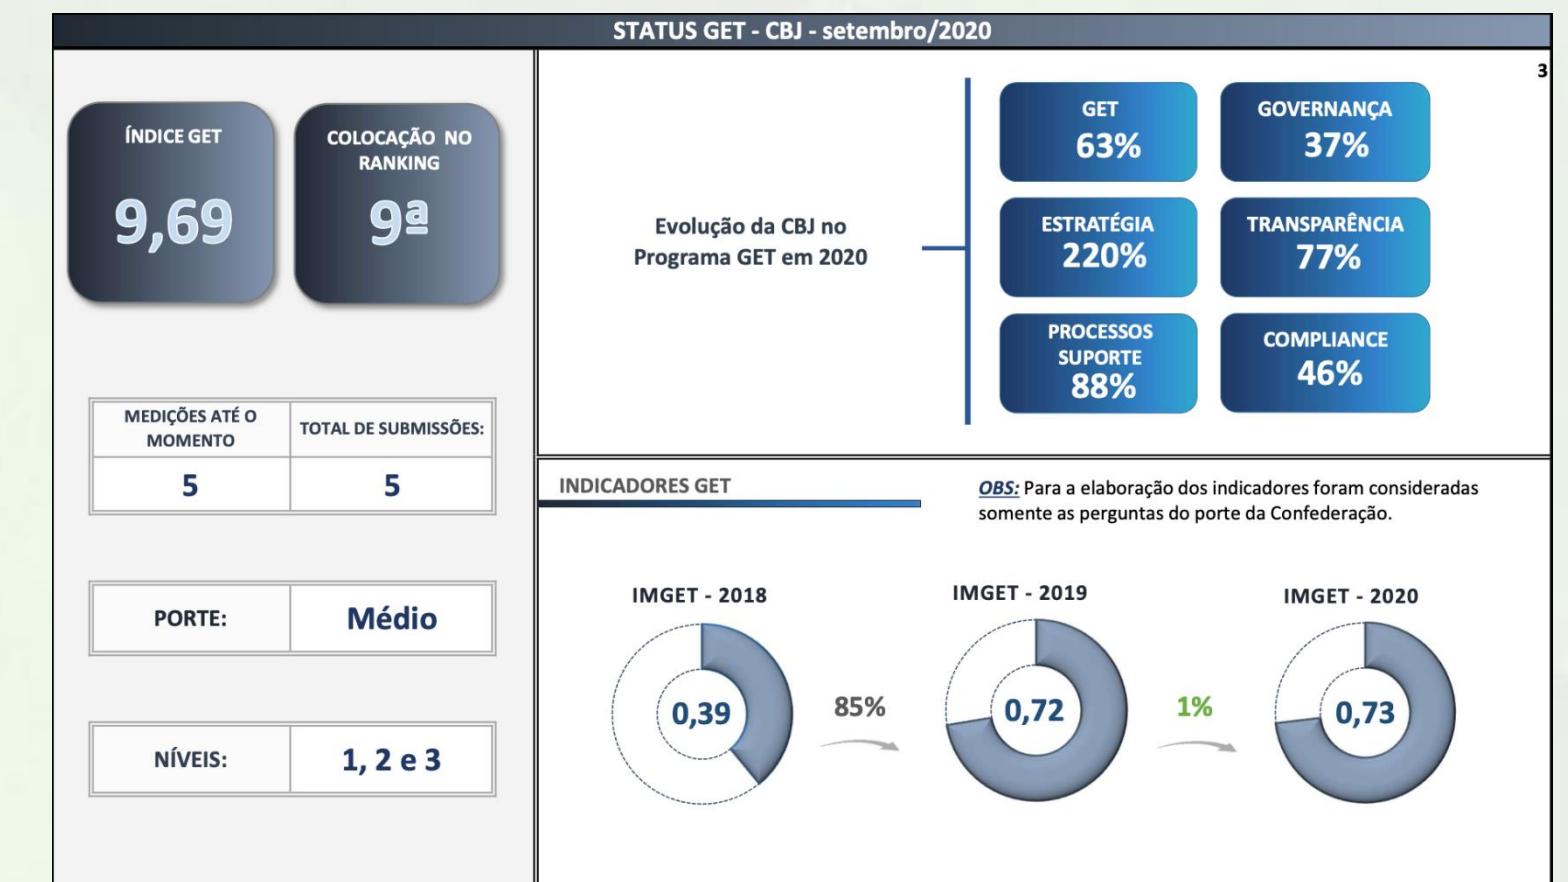 STATUS GET - CBJ - setembro/2020
3
ÍNDICE GET
9,69
COLOCAÇÃO NO
RANKING
9ª
MEDIÇÕES ATÉ O
MOMENTO
TOTAL DE SUBMISSÕES:
5
5
PORTE:
Médio
NÍVEIS:
1, 2 e 3
Evolução da CBJ no
Programa GET em 2020
GET
63%
GOVERNANÇA
37%
ESTRATÉGIA
220%
TRANSPARÊNCIA
77%
PROCESSOS
SUPORTE
88%
COMPLIANCE
46%
INDICADORES GET
OBS: Para a elaboração dos indicadores foram consideradas
somente as perguntas do porte da Confederação.
IMGET - 2018
0,39
85%
IMGET - 2019
0,72
1%
IMGET - 2020
0,73